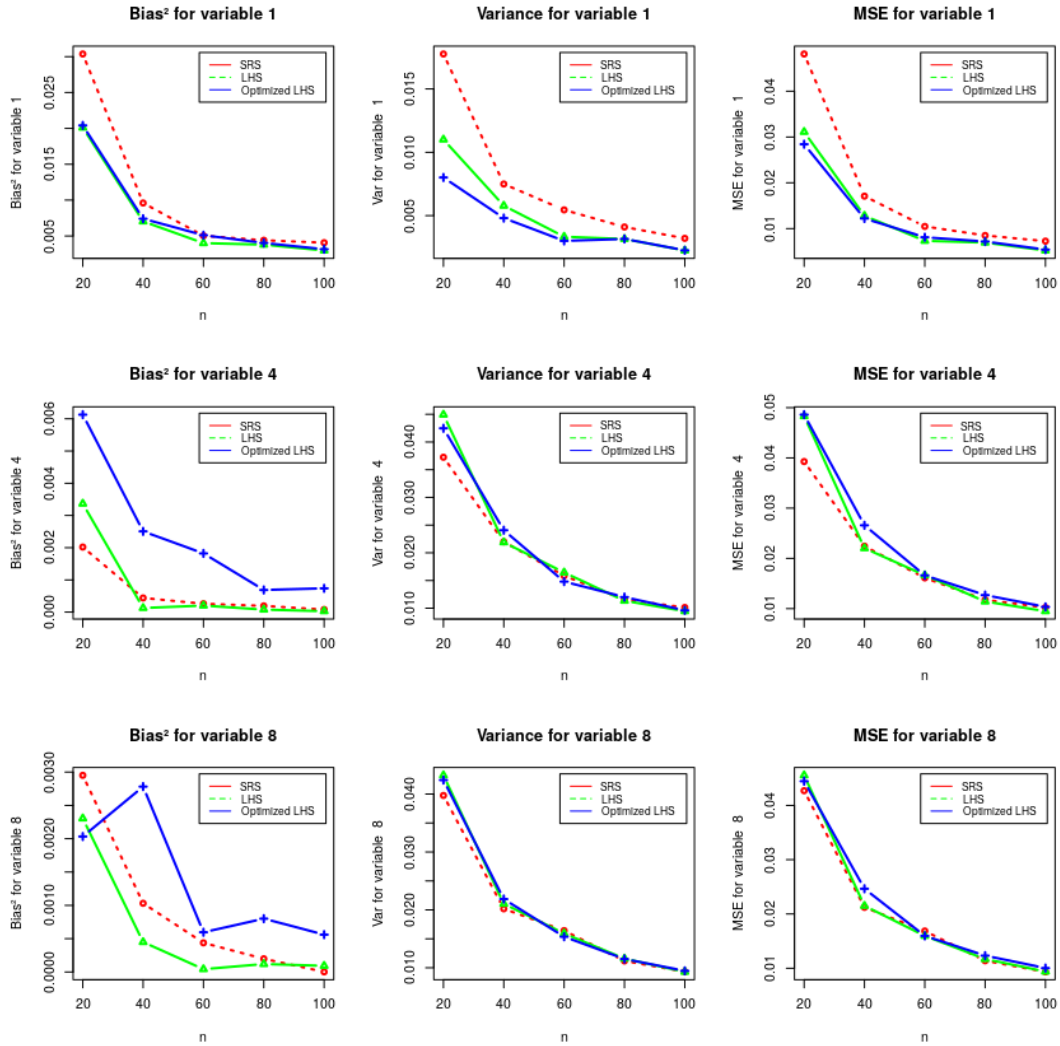 Bias² for variable 1
Bias² for variable 1
0.005
0.015
0.025
SRS
LHS
Optimized LHS
20 40 60 80 100
n
Variance for variable 1
Var for variable 1
0.005
0.010
0.015
SRS
LHS
Optimized LHS
20 40 60 80 100
n
MSE for variable 1
MSE for variable 1
0.01
0.02
0.03
0.04
SRS
LHS
Optimized LHS
20 40 60 80 100
n
Bias² for variable 4
Bias² for variable 4
0.000
0.002
0.004
0.006
SRS
LHS
Optimized LHS
20 40 60 80 100
n
Variance for variable 4
Var for variable 4
0.010
0.020
0.030
0.040
SRS
LHS
Optimized LHS
20 40 60 80 100
n
MSE for variable 4
MSE for variable 4
0.01
0.02
0.03
0.04
0.05
SRS
LHS
Optimized LHS
20 40 60 80 100
n
Bias² for variable 8
Bias² for variable 8
0.0000
0.0010
0.0020
0.0030
SRS
LHS
Optimized LHS
20 40 60 80 100
n
Variance for variable 8
Var for variable 8
0.010
0.020
0.030
0.040
SRS
LHS
Optimized LHS
20 40 60 80 100
n
MSE for variable 8
MSE for variable 8
0.01
0.02
0.03
0.04
SRS
LHS
Optimized LHS
20 40 60 80 100
n